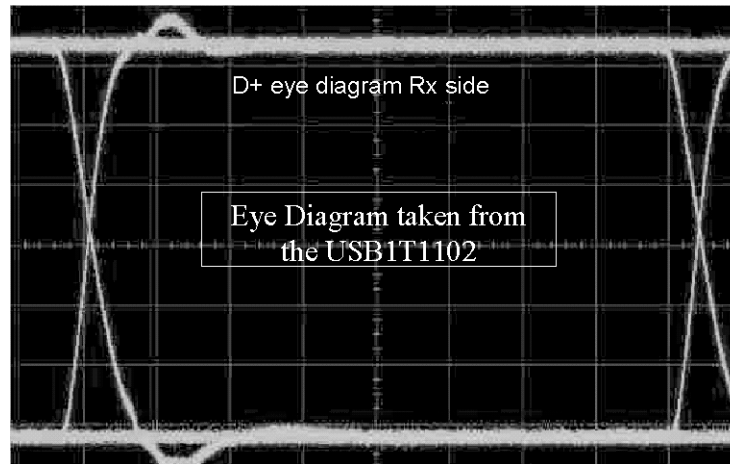 D+ eye diagram Rx side
Eye Diagram taken from
the USB1T1102